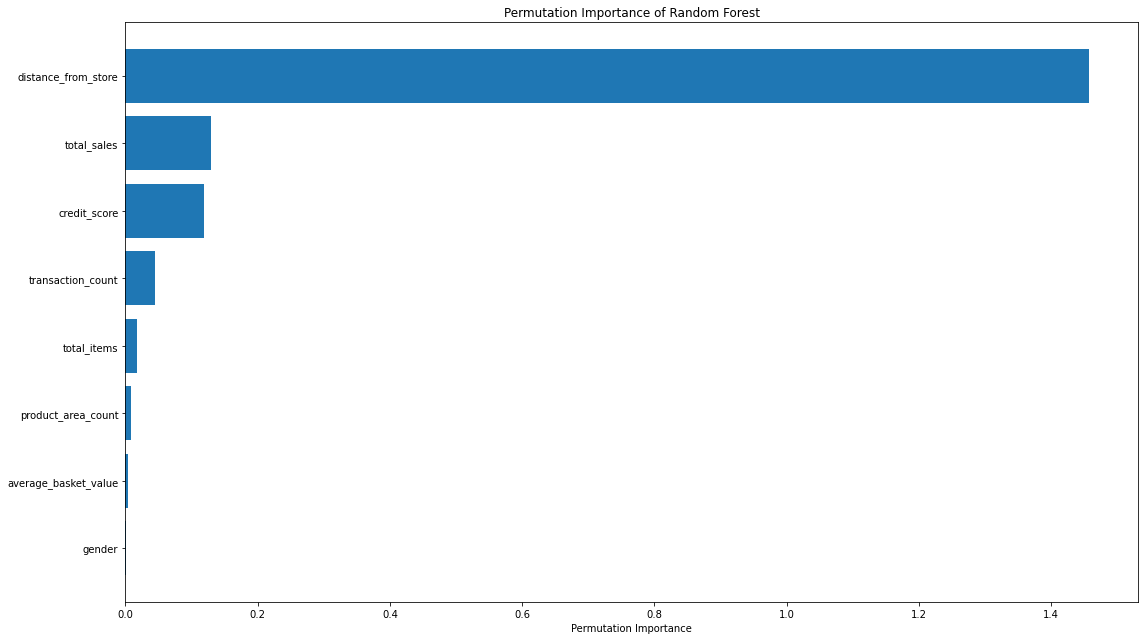 Permutation Importance of Random Forest
distance_from_store
total_sales
credit_score
transaction_count
total_items
product_area_count
average_basket_value
gender
0.0 0.2 0.4 0.6 0.8 1.0 1.2 1.4
Permutation Importance